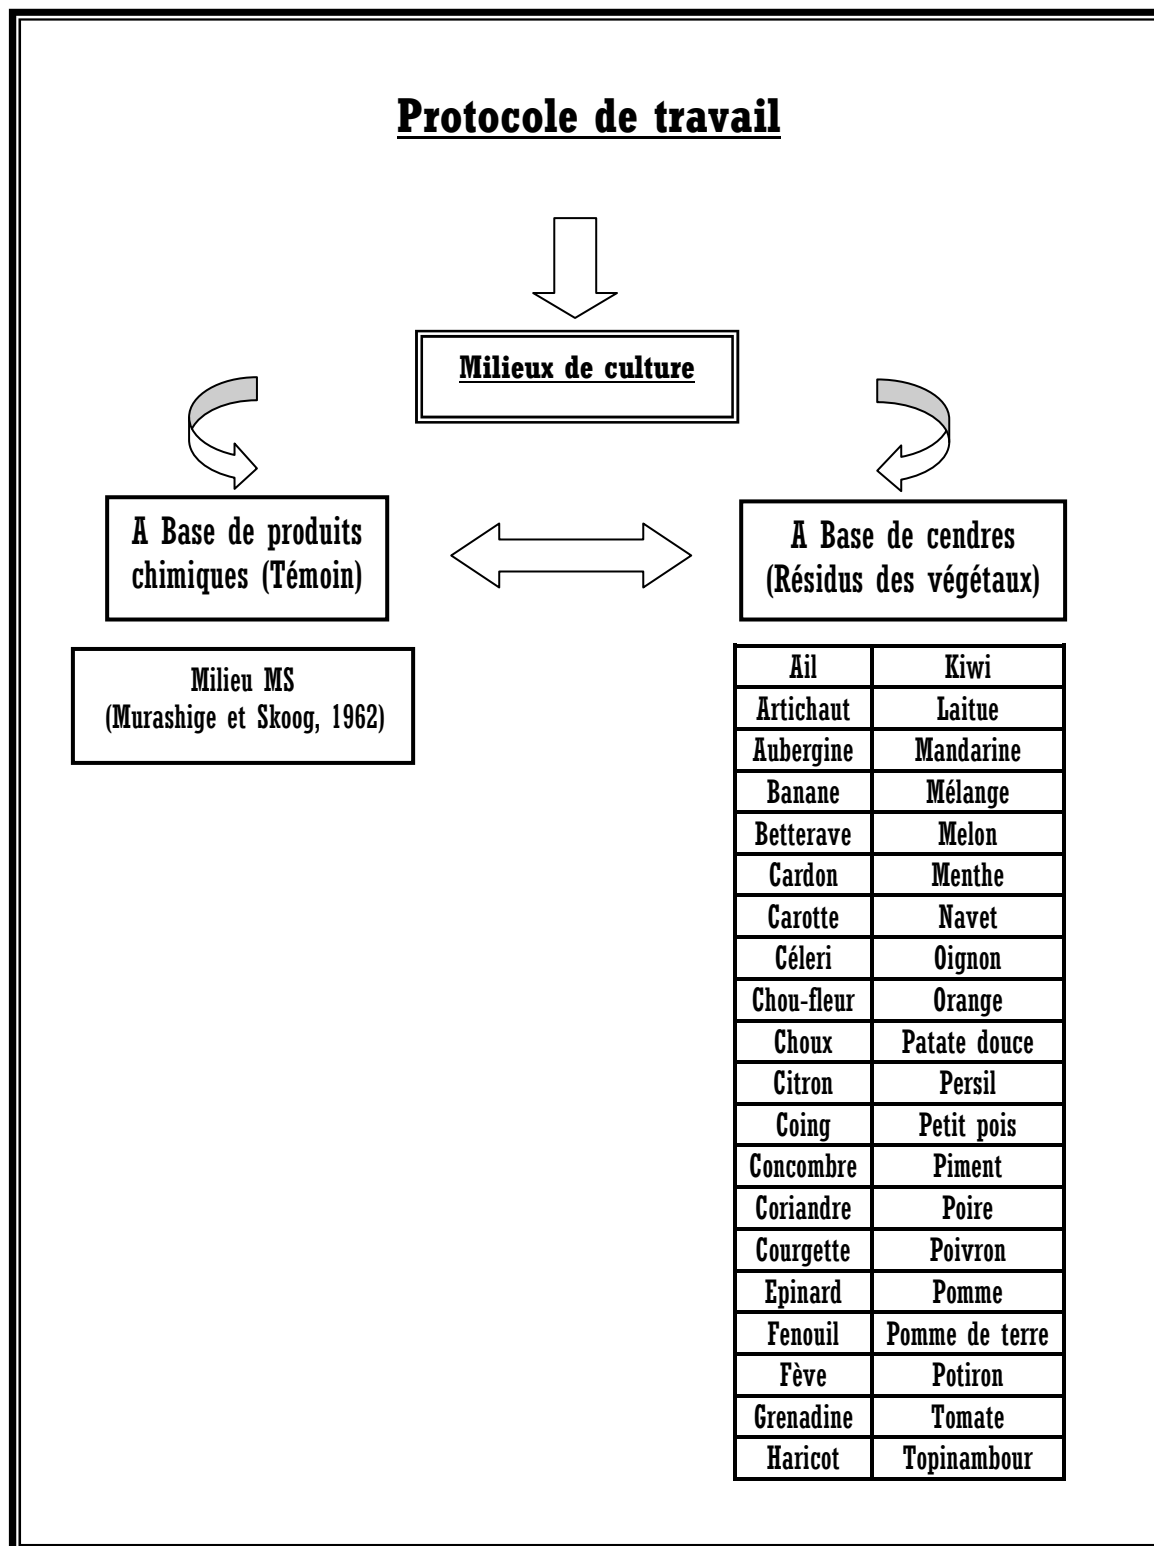 Protocole de travail
Milieux de culture
A Base de produits
chimiques (Témoin)
A Base de cendres
(Résidus des végétaux)
Milieu MS
(Murashige et Skoog, 1962)
Ail Kiwi
Artichaut Laitue
Aubergine Mandarine
Banane Mélange
Betterave Melon
Cardon Menthe
Carotte Navet
Céleri Oignon
Chou-fleur Orange
Choux Patate douce
Citron Persil
Coing Petit pois
Concombre Piment
Coriandre Poire
Courgette Poivron
Epinard Pomme
Fenouil Pomme de terre
Fève Potiron
Grenadine Tomate
Haricot Topinambour